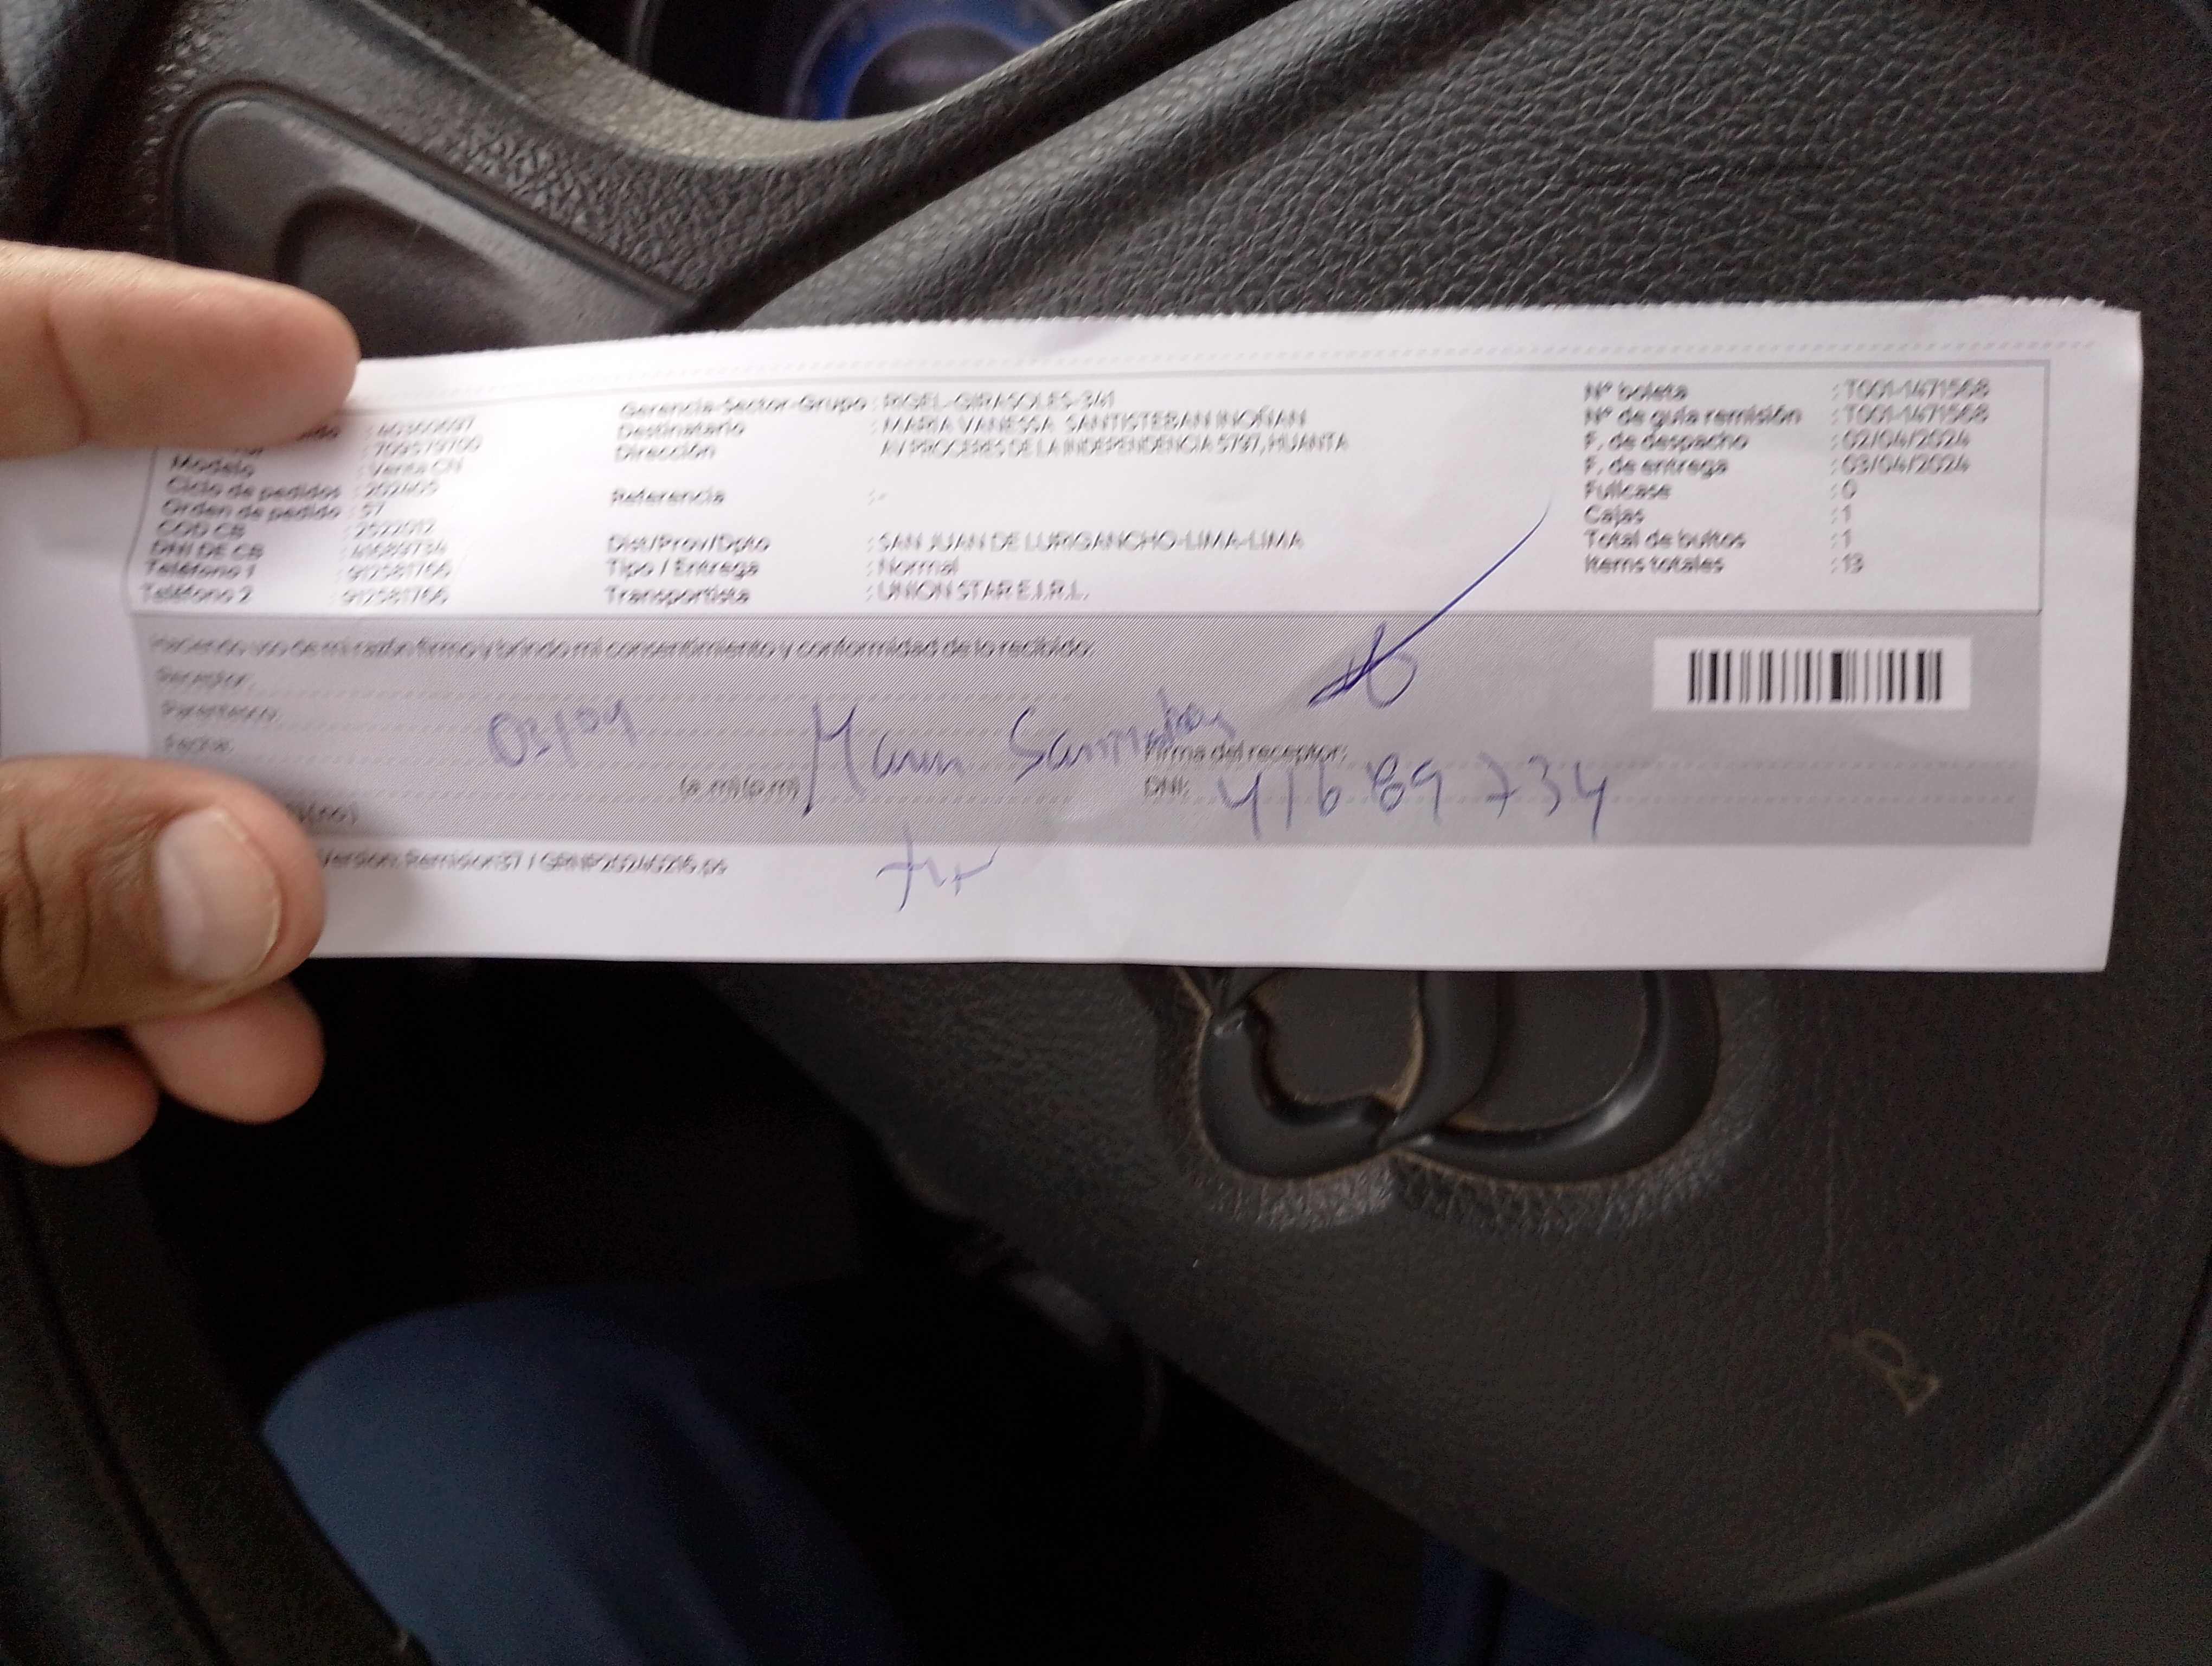 Gerencia-Sector-Grupo : RIGEL-GIRASOLES-341
Destinatario : MARIA VANESSA SANTISTEBAN INOÑAN
Dirección AV PROCERES DE LA INDEPENDENCIA 5797, HUANTA
Referencia : -
Dist/Prov/Dpto : SAN JUAN DE LURIGANCHO-LIMA-LIMA
Tipo / Entrega : Normal
Transportista : UNION STAR E.I.R.L.
Modelo : Venta CN
Ciclo de pedidos : 202405
Orden de pedido : 57
COD CB : 2522012
DNI DE CB : 41689734
Teléfono 1 : 912581766
Teléfono 2 : 912581766
N° boleta : T001-1471568
N° de guía remisión : T001-1471568
F. de despacho : 02/04/2024
F. de entrega : 03/04/2024
Fullcase : 0
Cajas : 1
Total de bultos : 1
Items totales : 13
Haciendo uso de mi razón firmo y brindo mi consentimiento y conformidad de lo recibido:
Receptor:
Parentesco:
Fecha: 03/04
(a.m)(p.m)
Firma del receptor:
DNI: 41689734